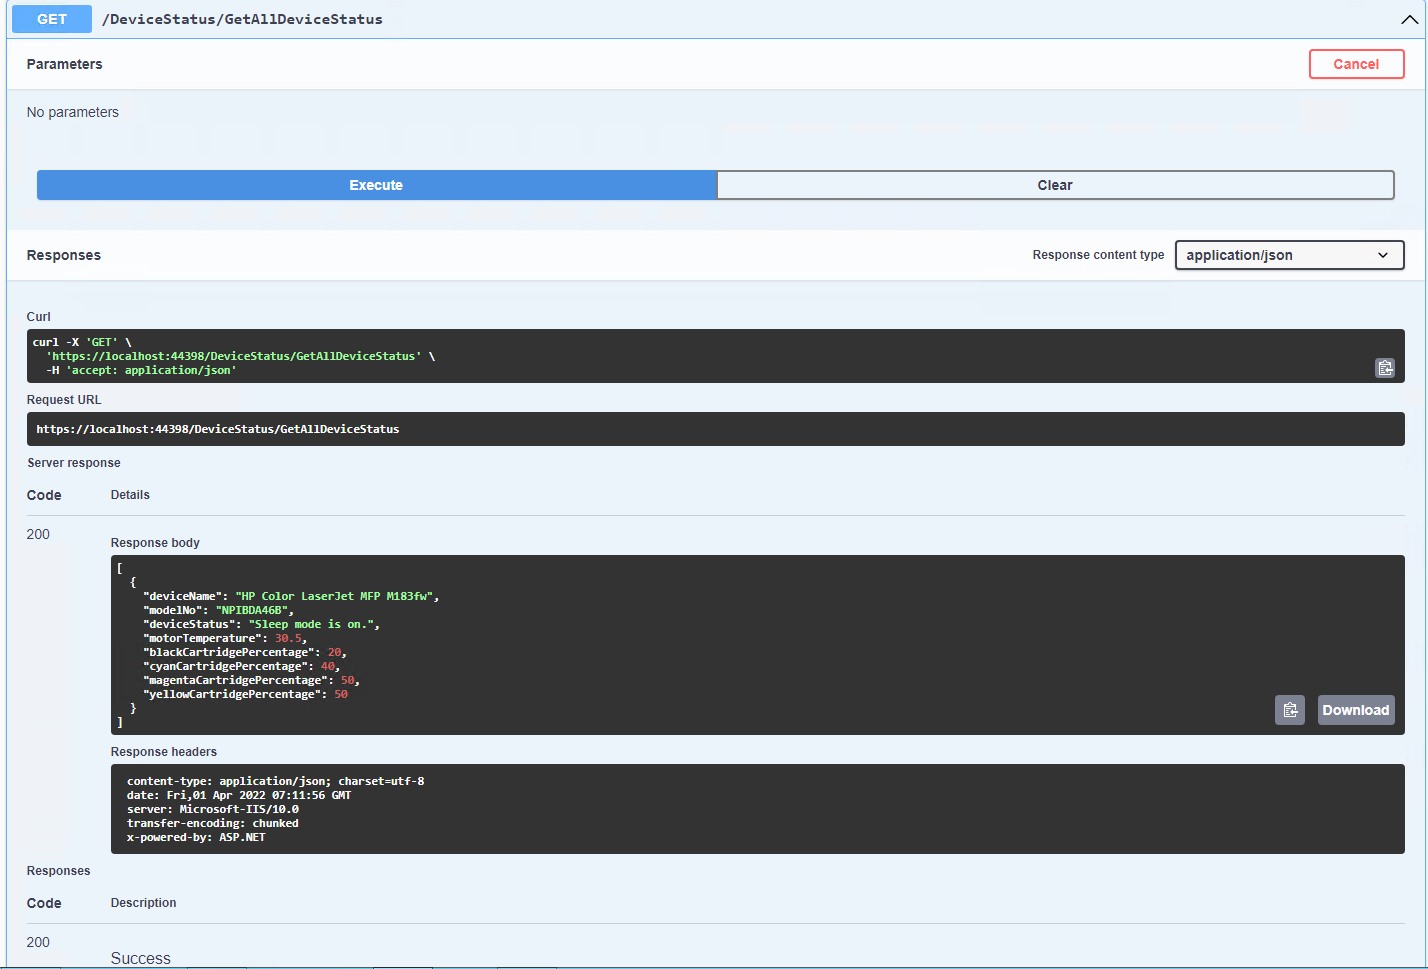 GET /DeviceStatus/GetAllDeviceStatus
Parameters
Cancel
No parameters
Execute
Clear
Responses
Response content type
application/json
Curl
curl -X 'GET' \
'https://localhost:44398/DeviceStatus/GetAllDeviceStatus' \
-H 'accept: application/json'
Request URL
https://localhost:44398/DeviceStatus/GetAllDeviceStatus
Server response
Code Details
200
Response body
[
{
"deviceName": "HP Color LaserJet MFP M183fw",
"modelNo": "NPIBDA46B",
"deviceStatus": "Sleep mode is on.",
"motorTemperature": 30.5,
"blackCartridgePercentage": 20,
"cyanCartridgePercentage": 40,
"magentaCartridgePercentage": 50,
"yellowCartridgePercentage": 50
}
]
Download
Response headers
content-type: application/json; charset=utf-8
date: Fri,01 Apr 2022 07:11:56 GMT
server: Microsoft-IIS/10.0
transfer-encoding: chunked
x-powered-by: ASP.NET
Responses
Code Description
200
Success